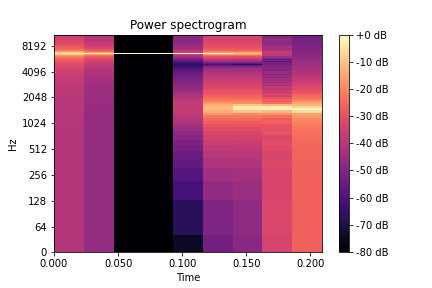 Power spectrogram
8192
4096
2048
1024
512
256
128
64
0
Hz
0.000 0.050 0.100 0.150 0.200
Time
+0 dB
-10 dB
-20 dB
-30 dB
-40 dB
-50 dB
-60 dB
-70 dB
-80 dB